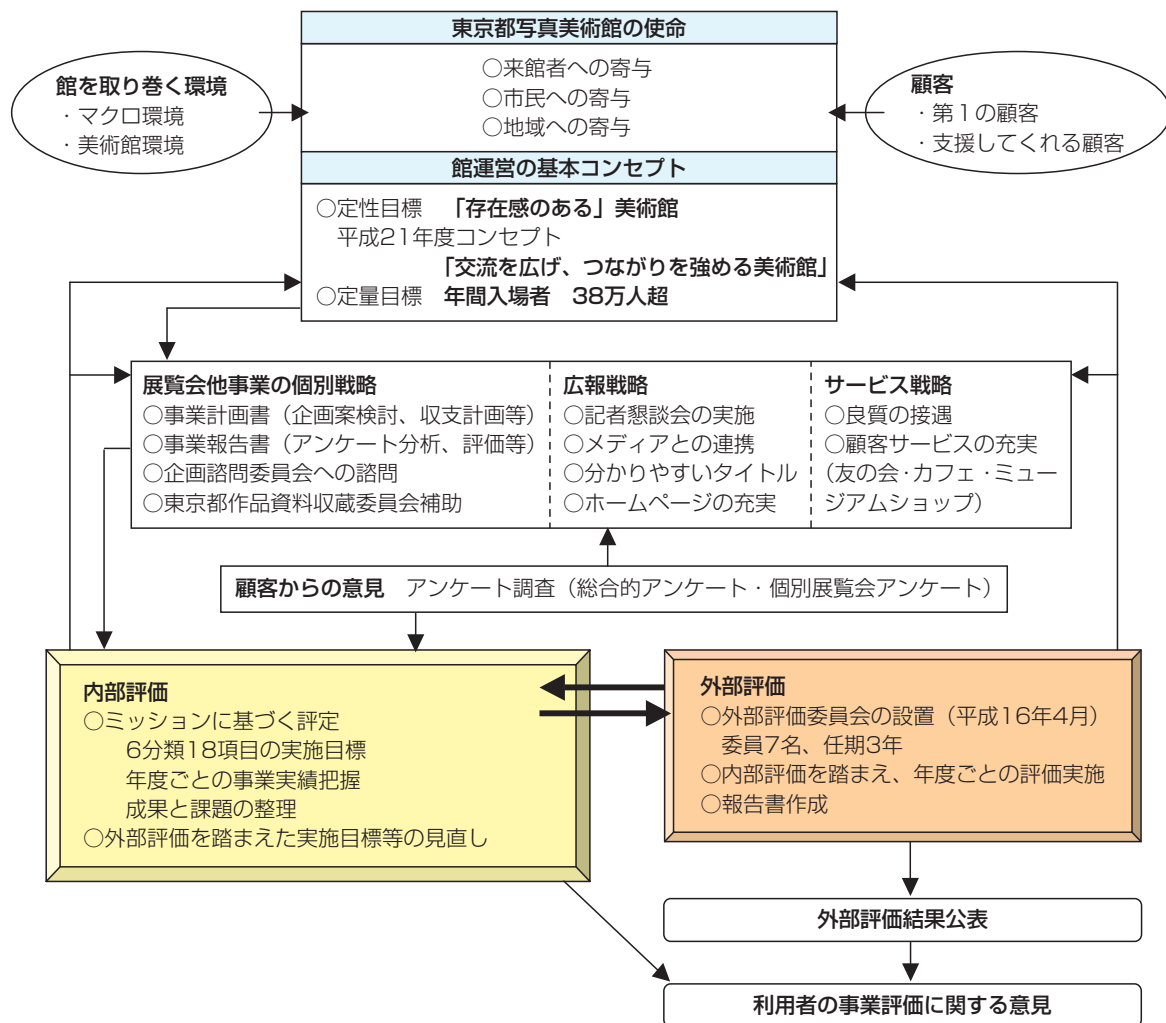 東京都写真美術館の使命
○来館者への寄与
○市民への寄与
○地域への寄与
館を取り巻く環境
・マクロ環境
・美術館環境
顧客
・第1の顧客
・支援してくれる顧客
館運営の基本コンセプト
○定性目標　「存在感のある」美術館
平成21年度コンセプト
「交流を広げ、つながりを強める美術館」
○定量目標　年間入場者　38万人超
展覧会他事業の個別戦略
○事業計画書（企画案検討、収支計画等）
○事業報告書（アンケート分析、評価等）
○企画諮問委員会への諮問
○東京都作品資料収蔵委員会補助
広報戦略
○記者懇談会の実施
○メディアとの連携
○分かりやすいタイトル
○ホームページの充実
サービス戦略
○良質の接遇
○顧客サービスの充実
（友の会・カフェ・ミュー
ジアムショップ）
顧客からの意見　アンケート調査（総合的アンケート・個別展覧会アンケート）
内部評価
○ミッションに基づく評定
6分類18項目の実施目標
年度ごとの事業実績把握
成果と課題の整理
○外部評価を踏まえた実施目標等の見直し
外部評価
○外部評価委員会の設置（平成16年4月）
委員7名、任期3年
○内部評価を踏まえ、年度ごとの評価実施
○報告書作成
外部評価結果公表
利用者の事業評価に関する意見